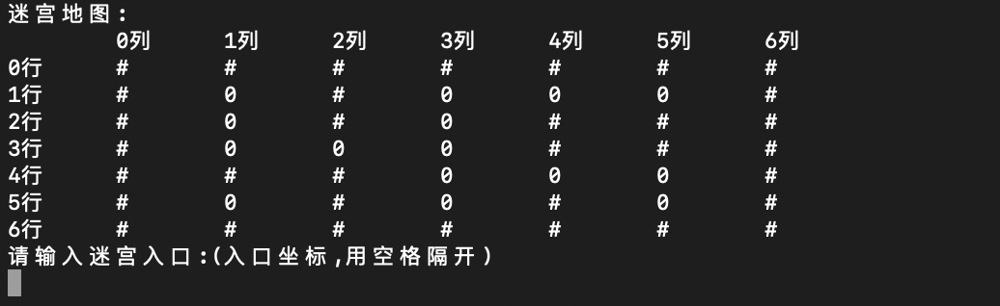 迷宫地图:
0列 1列 2列 3列 4列 5列 6列
0行 # # # # # # #
1行 # 0 # 0 0 0 #
2行 # 0 # 0 # # #
3行 # 0 0 0 # # #
4行 # # # 0 0 0 #
5行 # 0 # 0 # 0 #
6行 # # # # # # #
请输入迷宫入口:(入口坐标,用空格隔开)